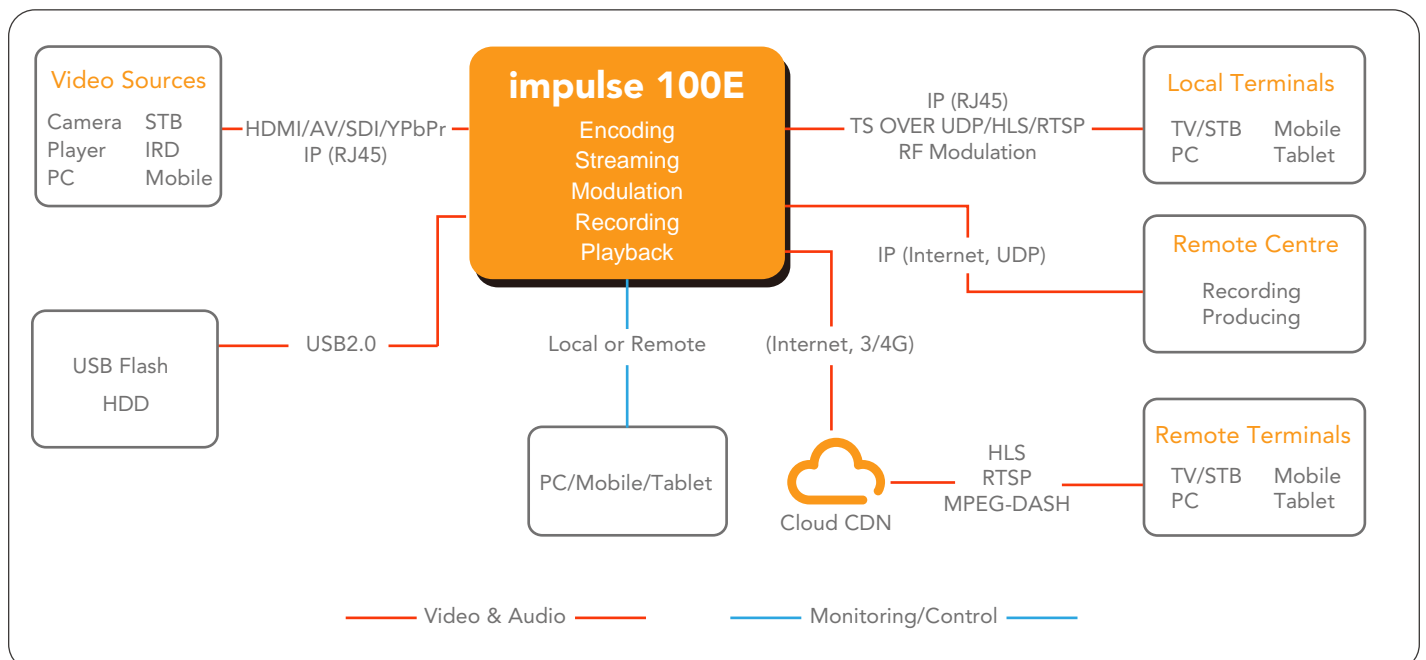 Video Sources
Camera STB
Player IRD
PC Mobile
HDMI/AV/SDI/YPbPr
IP (RJ45)
impulse 100E
Encoding
Streaming
Modulation
Recording
Playback
IP (RJ45)
TS OVER UDP/HLS/RTSP
RF Modulation
Local Terminals
TV/STB Mobile
PC Tablet
IP (Internet, UDP)
Remote Centre
Recording
Producing
USB Flash
HDD
USB2.0
Local or Remote
(Internet, 3/4G)
PC/Mobile/Tablet
Cloud CDN
HLS
RTSP
MPEG-DASH
Remote Terminals
TV/STB Mobile
PC Tablet
Video & Audio
Monitoring/Control